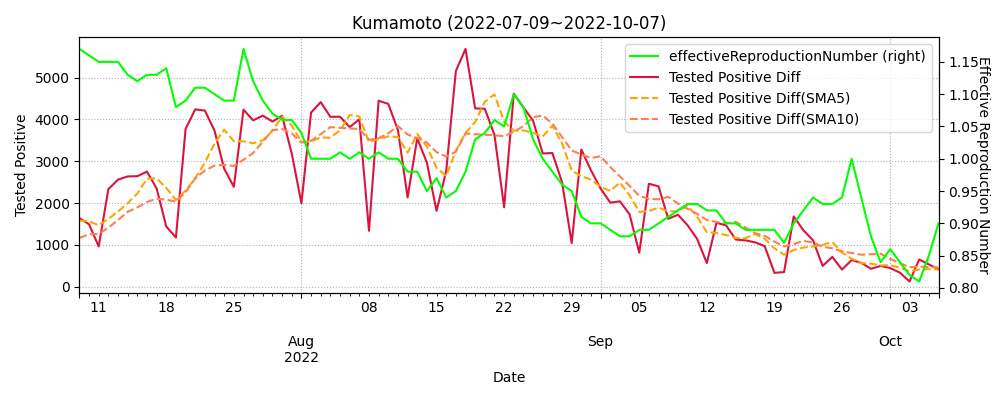 Kumamoto (2022-07-09~2022-10-07)
effectiveReproductionNumber (right)
Tested Positive Diff
Tested Positive Diff(SMA5)
Tested Positive Diff(SMA10)
Tested Positive
5000
4000
3000
2000
1000
0
1.15
1.10
1.05
1.00
0.95
0.90
0.85
0.80
Effective Reproduction Number
11 18 25 08 15 22 29 05 12 19 26 03
Aug Sep Oct
2022
Date